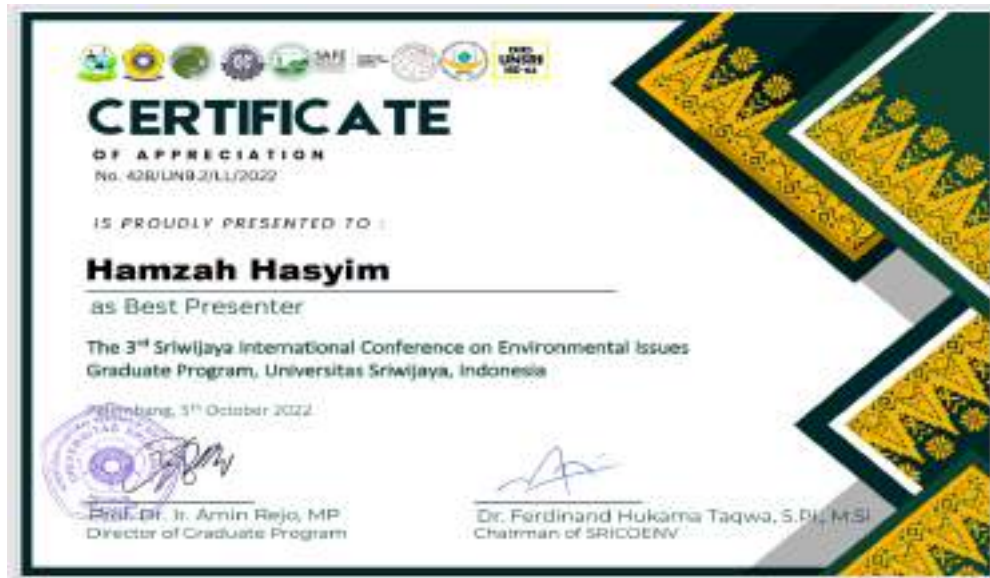 SAFE
UNSRI
CERTIFICATE
OF APPRECIATION
No. 428/UN9.2/LL/2022
IS PROUDLY PRESENTED TO :
Hamzah Hasyim
as Best Presenter
The 3rd Sriwijaya International Conference on Environmental Issues
Graduate Program, Universitas Sriwijaya, Indonesia
Palembang, 5th October 2022
Prof. Dr. Ir. Amin Rejo, MP
Director of Graduate Program
Dr. Ferdinand Hukama Taqwa, S.Pi., M.Si
Chairman of SRICOENV